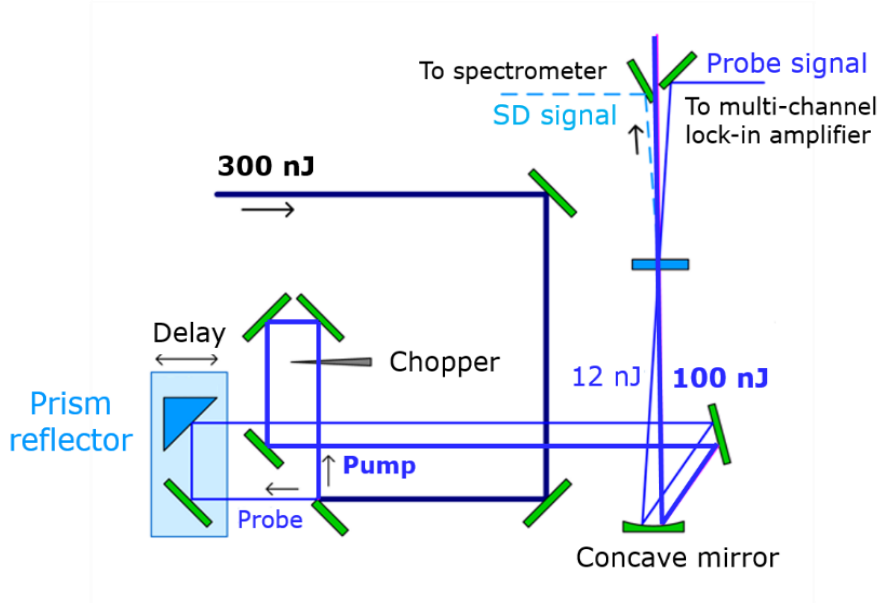 To spectrometer
Probe signal
SD signal
To multi-channel
lock-in amplifier
300 nJ
Delay
Chopper
12 nJ
100 nJ
Prism
reflector
Pump
Probe
Concave mirror